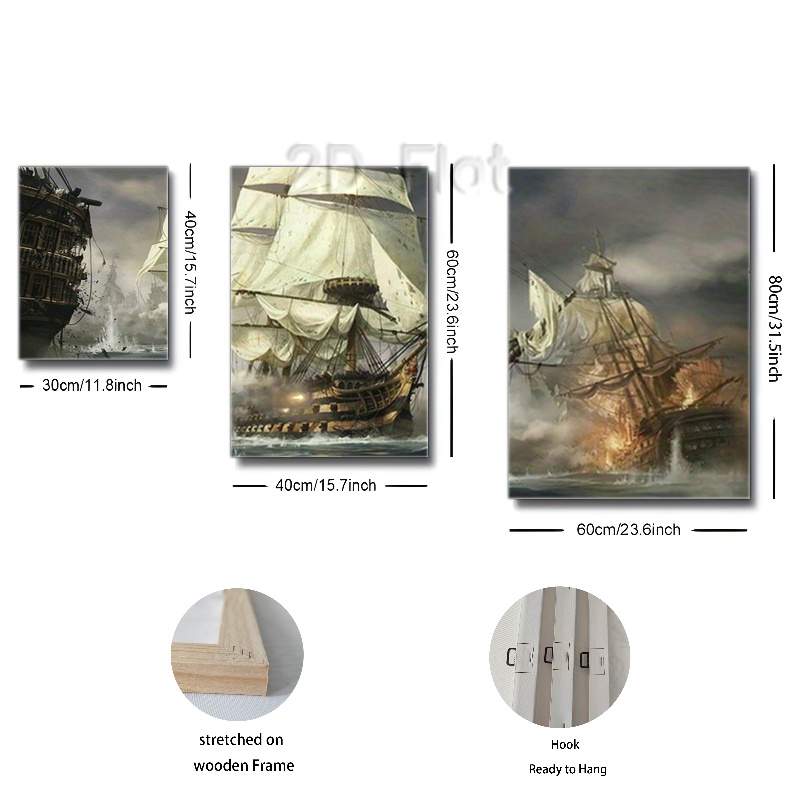 2D Flat
40cm/15.7inch
60cm/23.6inch
80cm/31.5inch
30cm/11.8inch
40cm/15.7inch
60cm/23.6inch
stretched on
wooden Frame
Hook
Ready to Hang